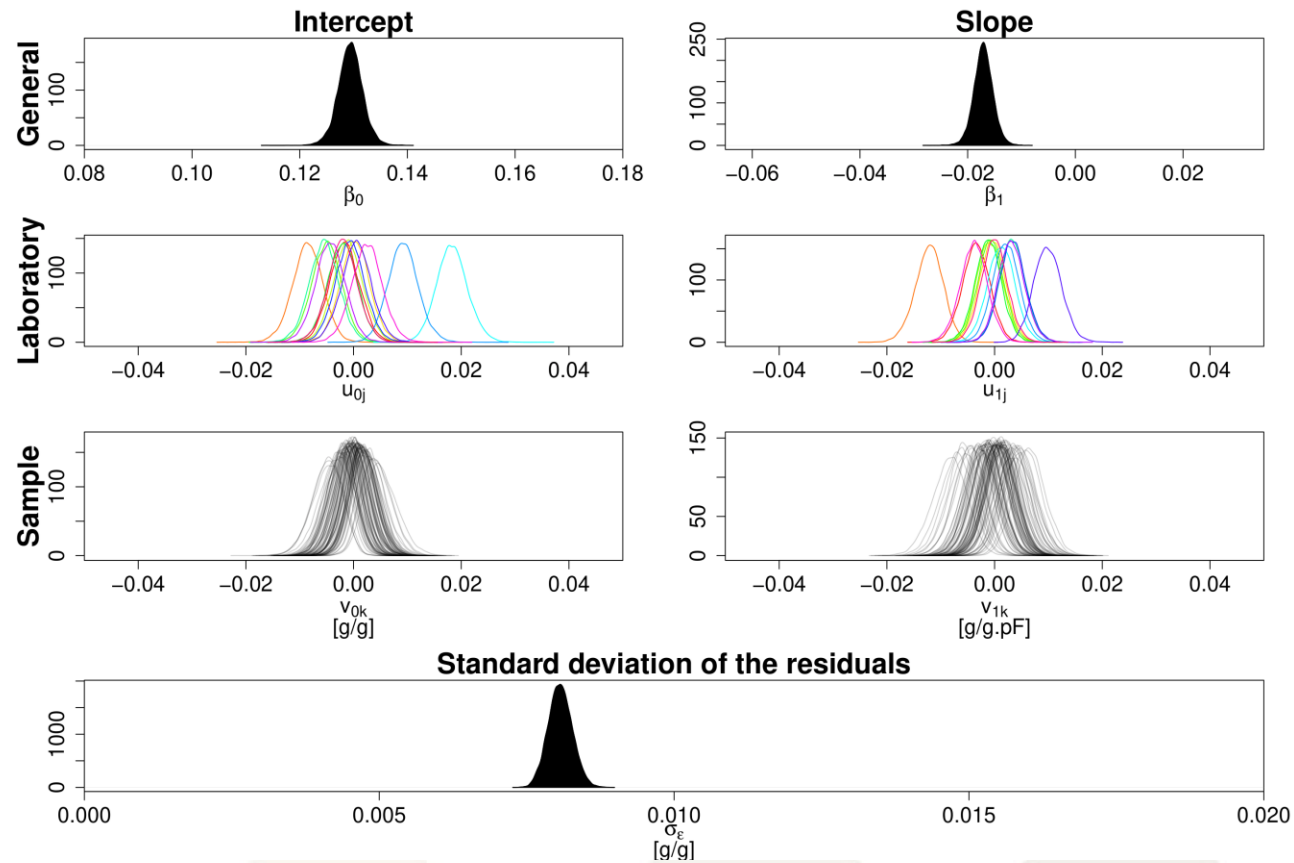 Intercept
Slope
General
0 100
0.08 0.10 0.12 0.14 0.16 0.18
β₀
0 100 250
−0.06 −0.04 −0.02 0.00 0.02
β₁
Laboratory
0 100
−0.04 −0.02 0.00 0.02 0.04
u₀ⱼ
0 100
−0.04 −0.02 0.00 0.02 0.04
u₁ⱼ
Sample
0 100
−0.04 −0.02 0.00 0.02 0.04
v₀ₖ
[g/g]
0 50 150
−0.04 −0.02 0.00 0.02 0.04
v₁ₖ
[g/g.pF]
Standard deviation of the residuals
0 1000
0.000 0.005 0.010 0.015 0.020
σ_ε
[g/g]